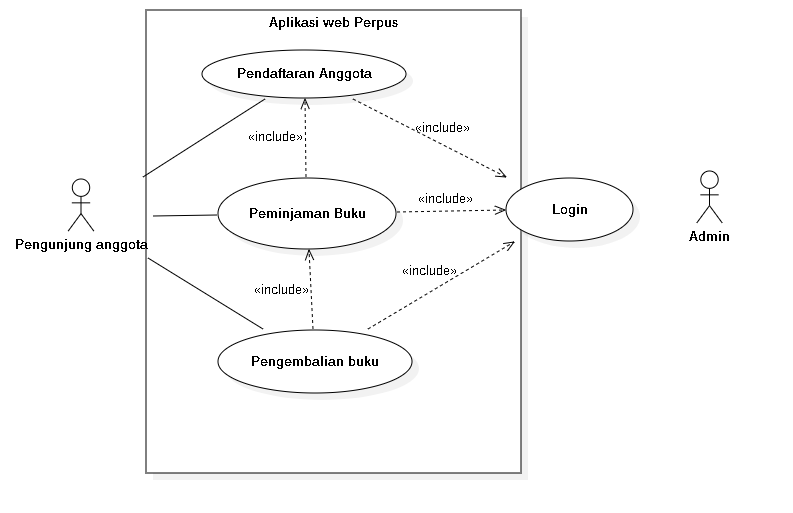 Aplikasi web Perpus
Pendaftaran Anggota
«include»
«include»
Peminjaman Buku
«include»
Login
Pengunjung anggota
Admin
«include»
«include»
Pengembalian buku